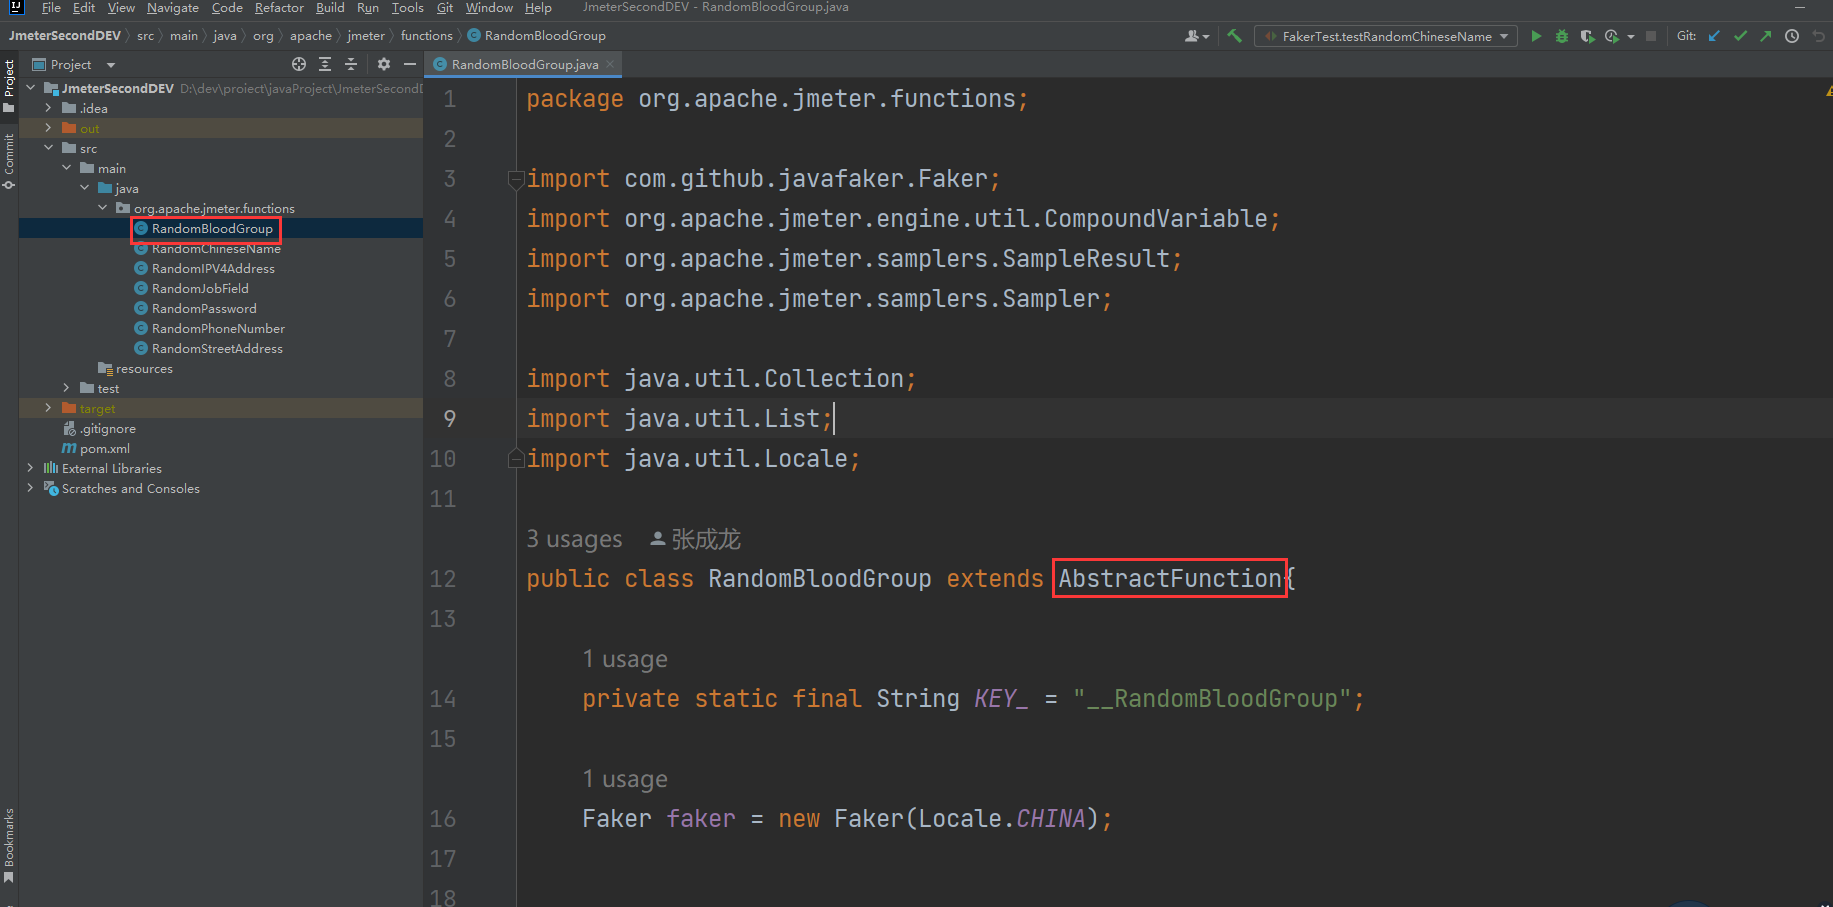 File Edit View Navigate Code Refactor Build Run Tools Git Window Help JmeterSecondDEV - RandomBloodGroup.java
JmeterSecondDEV src main java org apache jmeter functions RandomBloodGroup FakerTest.testRandomChineseName Git:
Project
RandomBloodGroup.java
Project
Commit
Bookmarks
JmeterSecondDEV D:\dev\proiect\javaProject\JmeterSecondD
.idea
out
src
main
java
org.apache.jmeter.functions
RandomBloodGroup
RandomChineseName
RandomIPV4Address
RandomJobField
RandomPassword
RandomPhoneNumber
RandomStreetAddress
resources
test
target
.gitignore
pom.xml
External Libraries
Scratches and Consoles
1 package org.apache.jmeter.functions;
2
3 import com.github.javafaker.Faker;
4 import org.apache.jmeter.engine.util.CompoundVariable;
5 import org.apache.jmeter.samplers.SampleResult;
6 import org.apache.jmeter.samplers.Sampler;
7
8 import java.util.Collection;
9 import java.util.List;
10 import java.util.Locale;
11
3 usages 张成龙
12 public class RandomBloodGroup extends AbstractFunction{
13
1 usage
14 private static final String KEY_ = "__RandomBloodGroup";
15
1 usage
16 Faker faker = new Faker(Locale.CHINA);
17
18